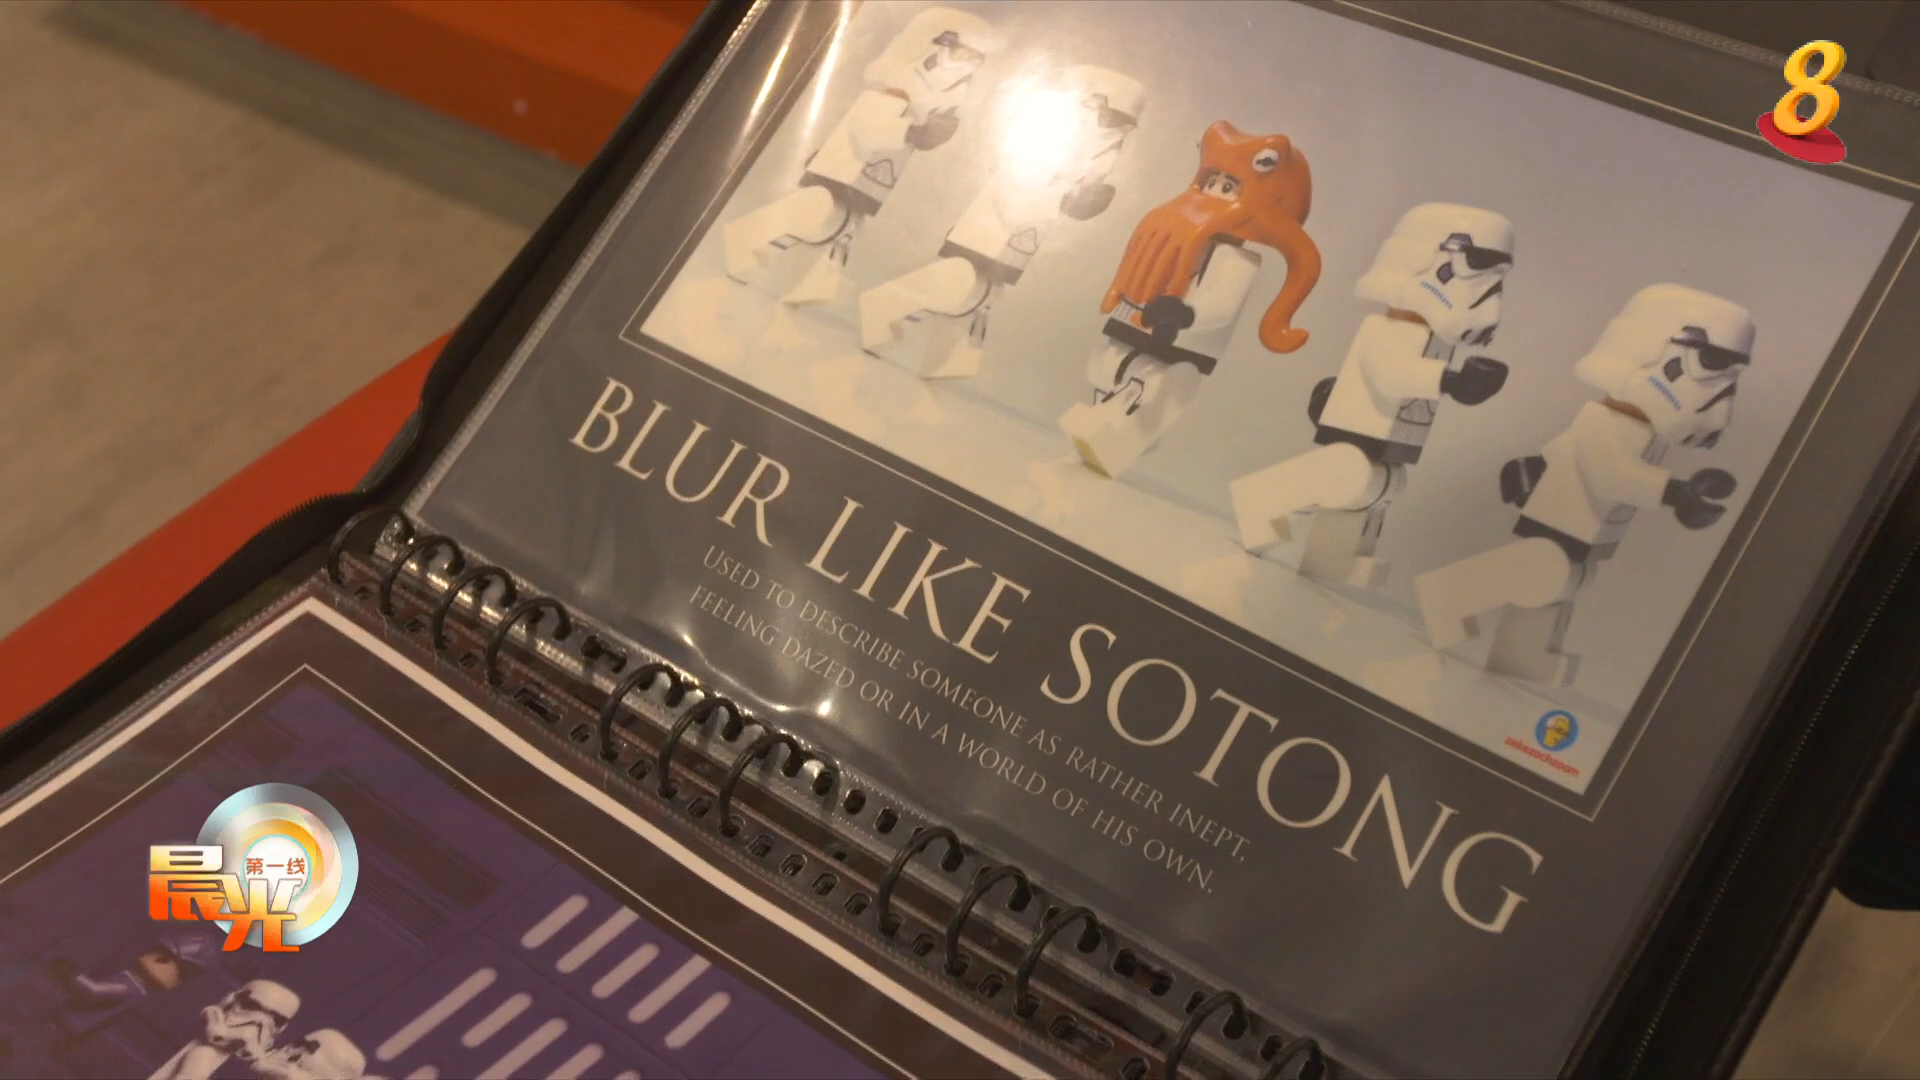 8
BLUR LIKE SOTONG
USED TO DESCRIBE SOMEONE AS RATHER INEPT,
FEELING DAZED OR IN A WORLD OF HIS OWN.
晨光
第一线